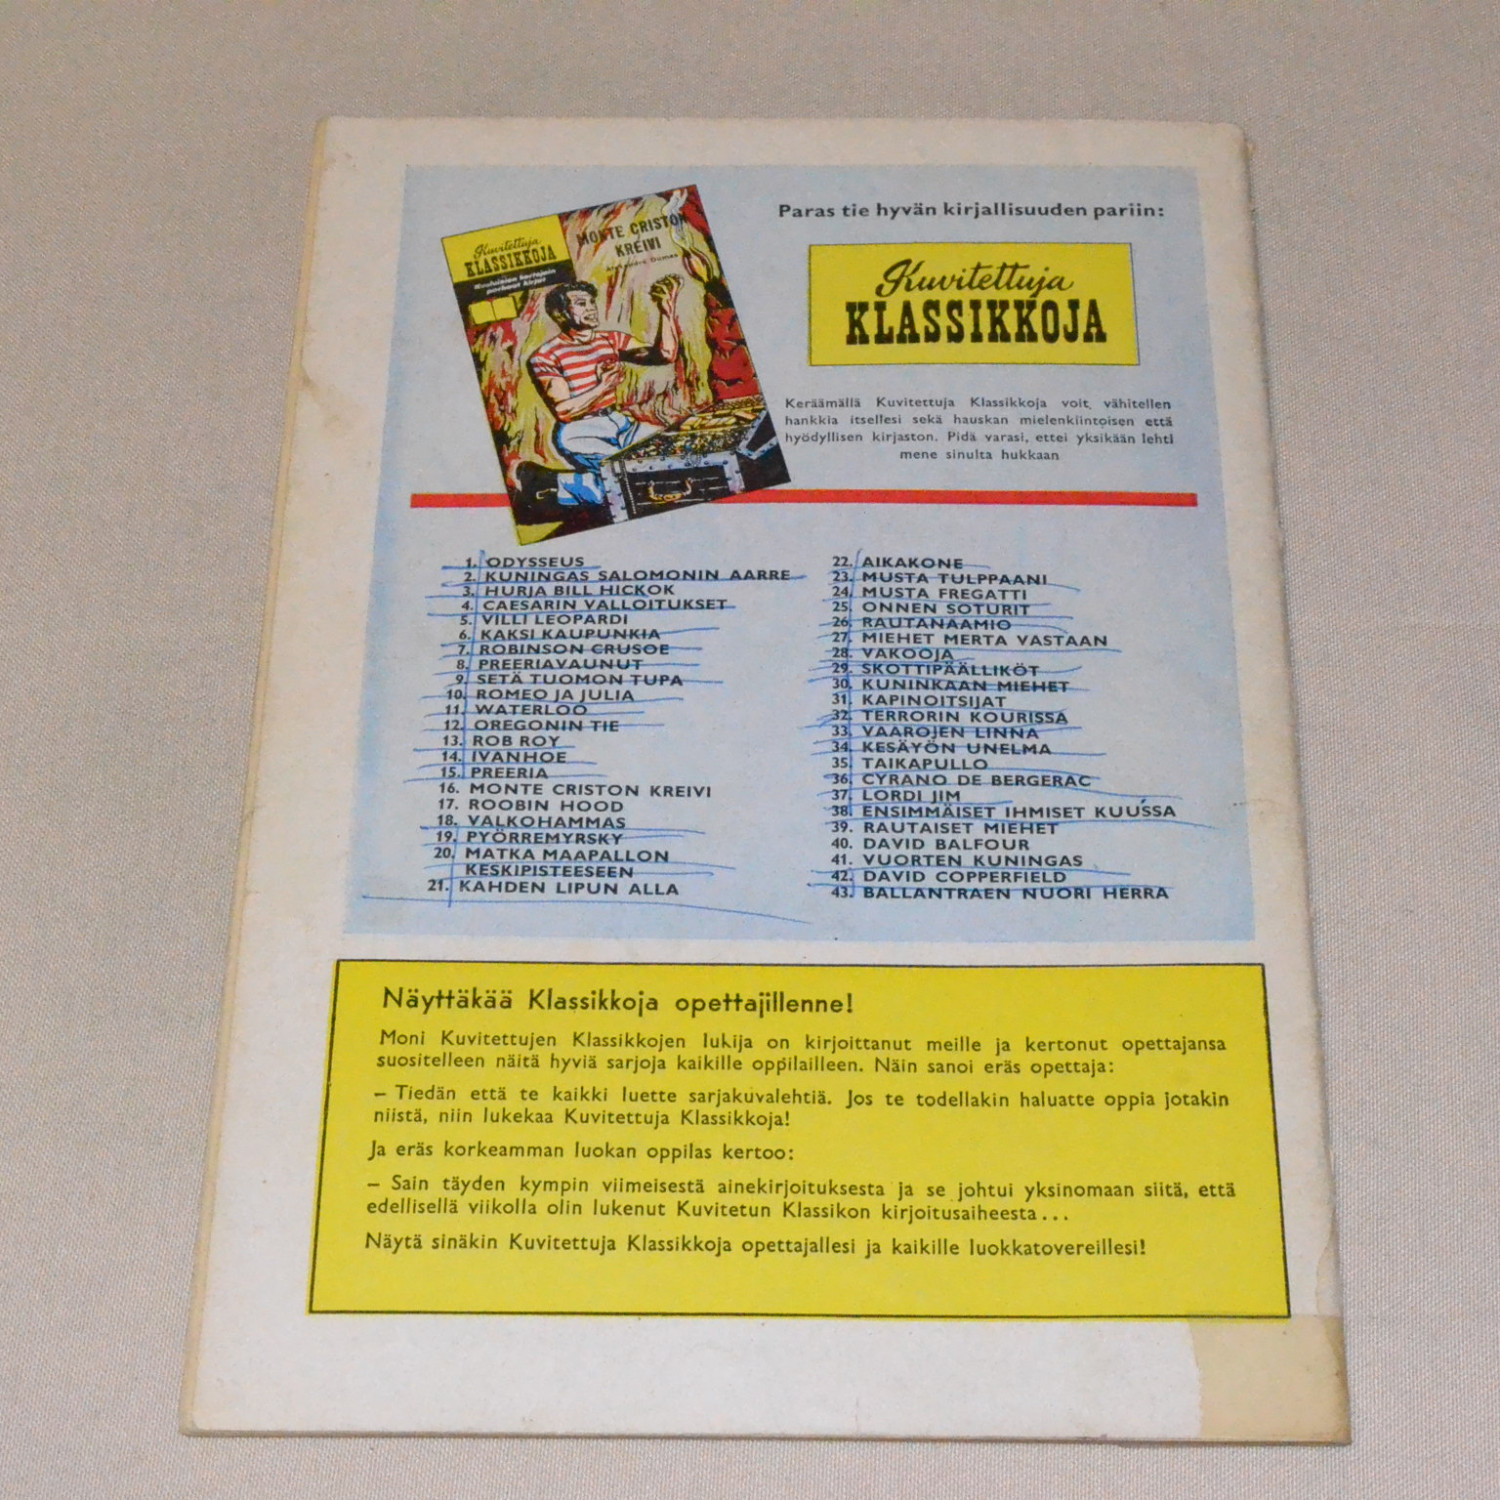 Kuvitettuja
KLASSIKKOJA
Maailman kertojain
parhaat kirjat
MONTE CRISTON
KREIVI
Alexandre Dumas
Paras tie hyvän kirjallisuuden pariin:
Kuvitettuja
KLASSIKKOJA
Keräämällä Kuvitettuja Klassikkoja voit vähitellen
hankkia itsellesi sekä hauskan mielenkiintoisen että
hyödyllisen kirjaston. Pidä varasi, ettei yksikään lehti
mene sinulta hukkaan
1. ODYSSEUS
2. KUNINGAS SALOMONIN AARRE
3. HURJA BILL HICKOK
4. CAESARIN VALLOITUKSET
5. VILLI LEOPARDI
6. KAKSI KAUPUNKIA
7. ROBINSON CRUSOE
8. PREERIAVAUNUT
9. SETÄ TUOMON TUPA
10. ROMEO JA JULIA
11. WATERLOO
12. OREGONIN TIE
13. ROB ROY
14. IVANHOE
15. PREERIA
16. MONTE CRISTON KREIVI
17. ROOBIN HOOD
18. VALKOHAMMAS
19. PYÖRREMYRSKY
20. MATKA MAAPALLON
KESKIPISTEESEEN
21. KAHDEN LIPUN ALLA
22. AIKAKONE
23. MUSTA TULPPAANI
24. MUSTA FREGATTI
25. ONNEN SOTURIT
26. RAUTANAAMIO
27. MIEHET MERTA VASTAAN
28. VAKOOJA
29. SKOTTIPÄÄLLIKÖT
30. KUNINKAAN MIEHET
31. KAPINOITSIJAT
32. TERRORIN KOURISSA
33. VAAROJEN LINNA
34. KESÄYÖN UNELMA
35. TAIKAPULLO
36. CYRANO DE BERGERAC
37. LORDI JIM
38. ENSIMMÄISET IHMISET KUUSSA
39. RAUTAISET MIEHET
40. DAVID BALFOUR
41. VUORTEN KUNINGAS
42. DAVID COPPERFIELD
43. BALLANTRAEN NUORI HERRA
Näyttäkää Klassikkoja opettajillenne!
Moni Kuvitettujen Klassikkojen lukija on kirjoittanut meille ja kertonut opettajansa
suositelleen näitä hyviä sarjoja kaikille oppilailleen. Näin sanoi eräs opettaja:
– Tiedän että te kaikki luette sarjakuvalehtiä. Jos te todellakin haluatte oppia jotakin
niistä, niin lukekaa Kuvitettuja Klassikkoja!
Ja eräs korkeamman luokan oppilas kertoo:
– Sain täyden kympin viimeisestä ainekirjoituksesta ja se johtui yksinomaan siitä, että
edellisellä viikolla olin lukenut Kuvitetun Klassikon kirjoitusaiheesta...
Näytä sinäkin Kuvitettuja Klassikkoja opettajallesi ja kaikille luokkatovereillesi!